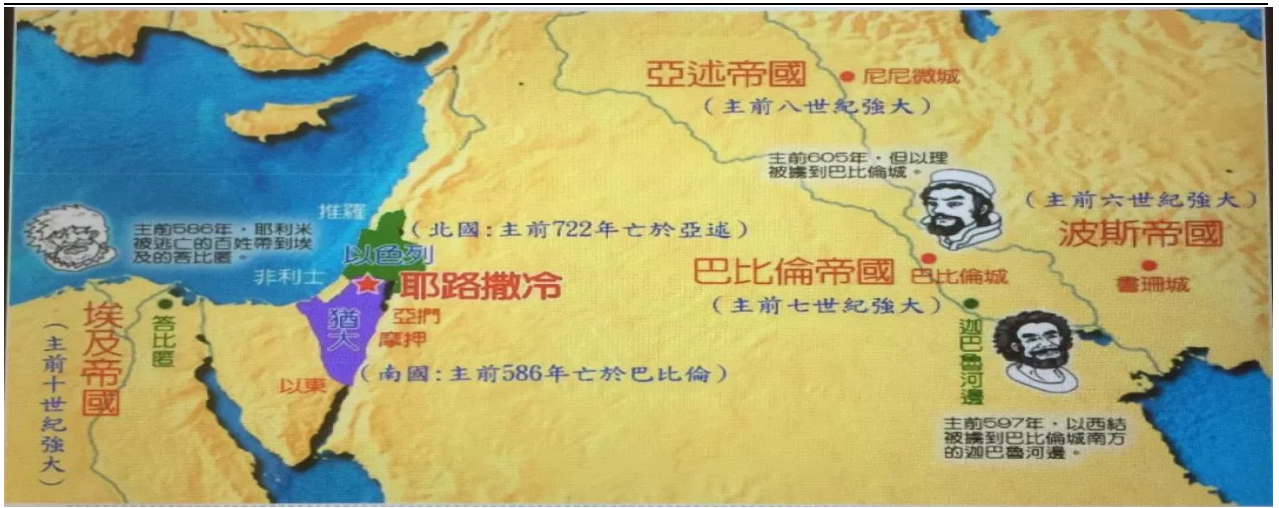 亞述帝國
尼尼微城
(主前八世紀強大)
主前605年，但以理
被擄到巴比倫城。
(主前六世紀強大)
波斯帝國
書珊城
推羅
(北國:主前722年亡於亞述)
主前586年，耶利米
被逃亡的百姓帶到埃
及的答比匿。
以色列
非利士
耶路撒冷
巴比倫帝國
巴比倫城
(主前七世紀強大)
埃及帝國
(主前十世紀強大)
答比匿
猶大
亞捫
摩押
以東
(南國:主前586年亡於巴比倫)
迦巴魯河邊
主前597年，以西結
被擄到巴比倫城南方
的迦巴魯河邊。